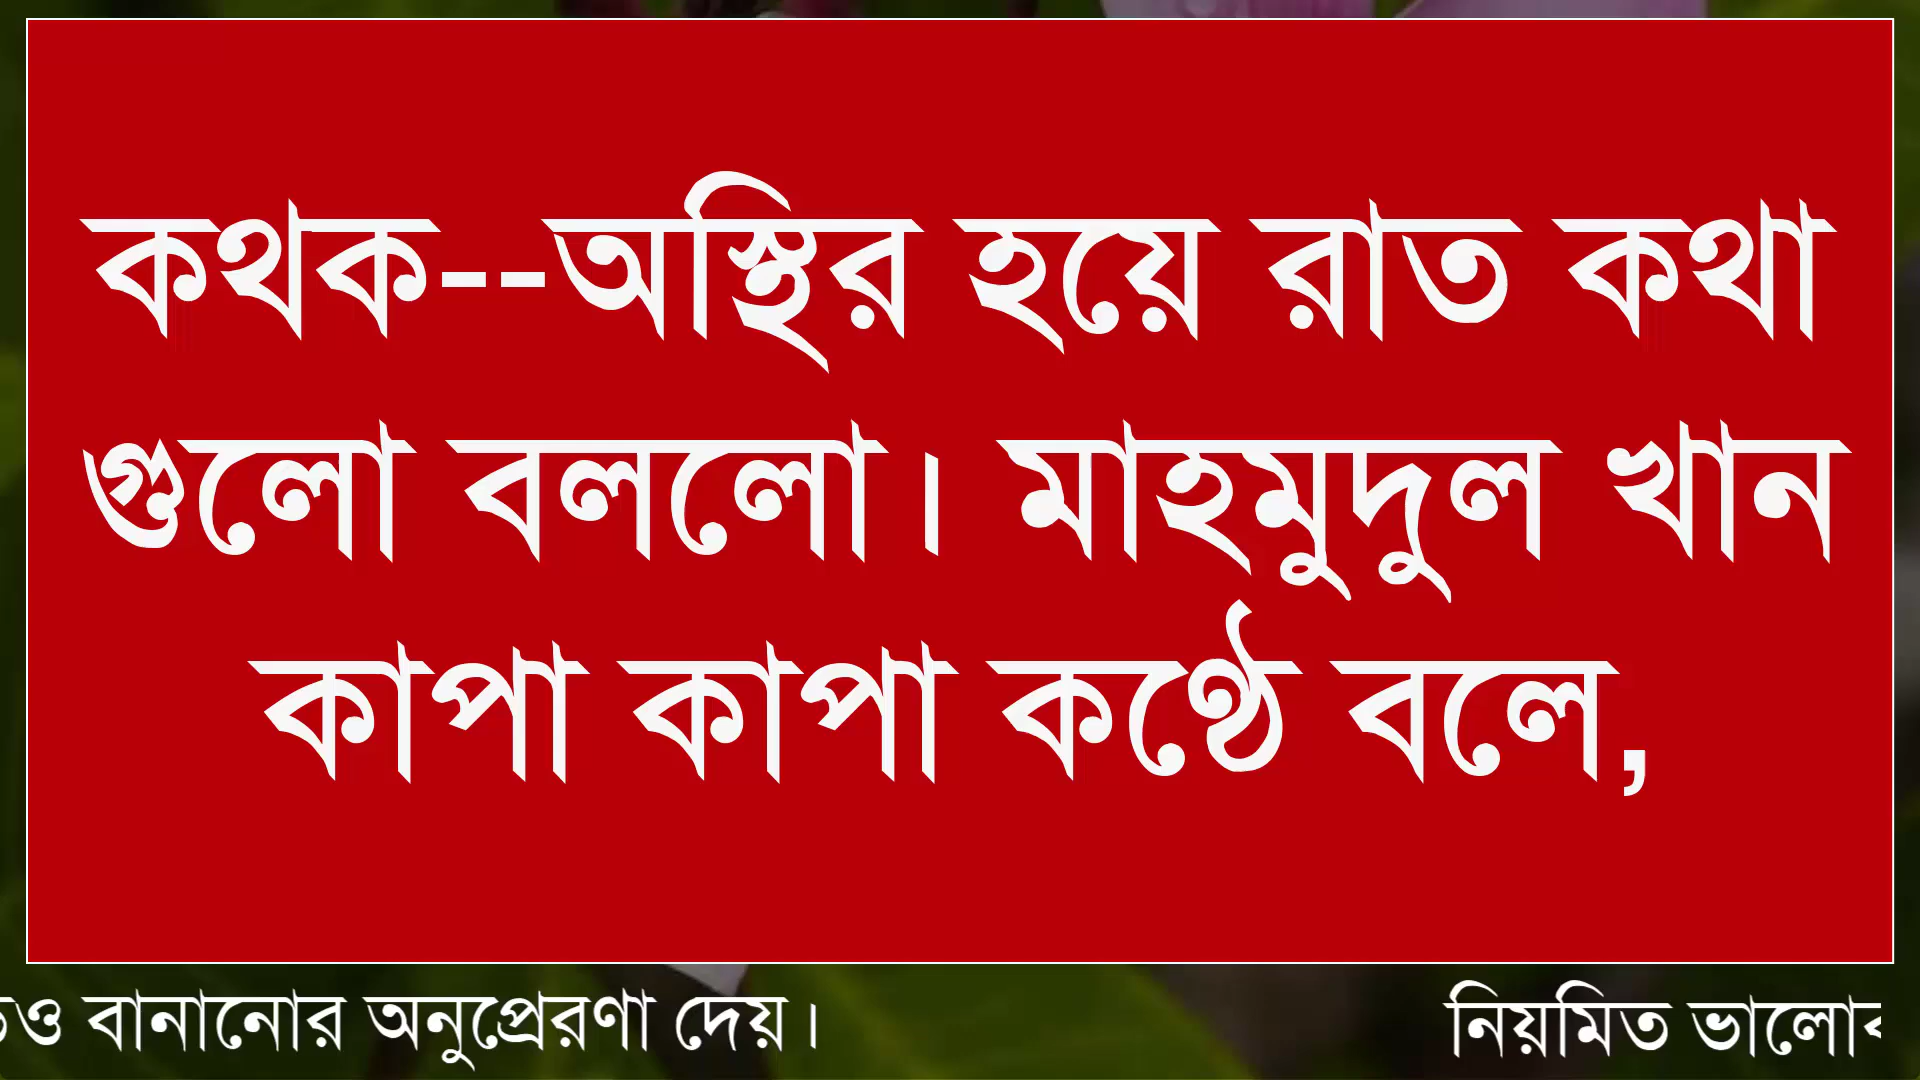 কথক--অস্থির হয়ে রাত কথা
গুলো বললো। মাহমুদুল খান
কাপা কাপা কণ্ঠে বলে,
বানানোর অনুপ্রেরণা দেয়। নিয়মিত